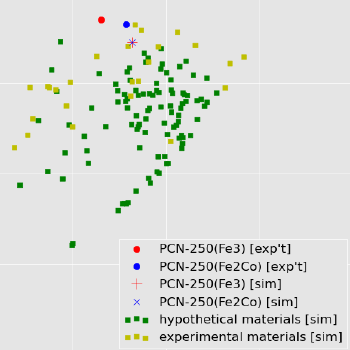 PCN-250(Fe3) [exp't]
PCN-250(Fe2Co) [exp't]
PCN-250(Fe3) [sim]
PCN-250(Fe2Co) [sim]
hypothetical materials [sim]
experimental materials [sim]